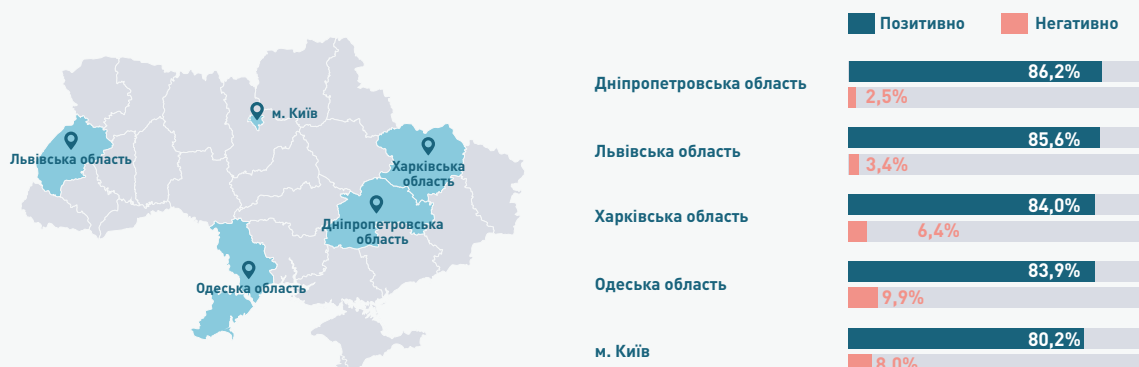 Позитивно
Негативно
м. Київ
Львівська область
Харківська
область
Дніпропетровська
область
Одеська область
Дніпропетровська область
86,2%
2,5%
Львівська область
85,6%
3,4%
Харківська область
84,0%
6,4%
Одеська область
83,9%
9,9%
м. Київ
80,2%
8,0%